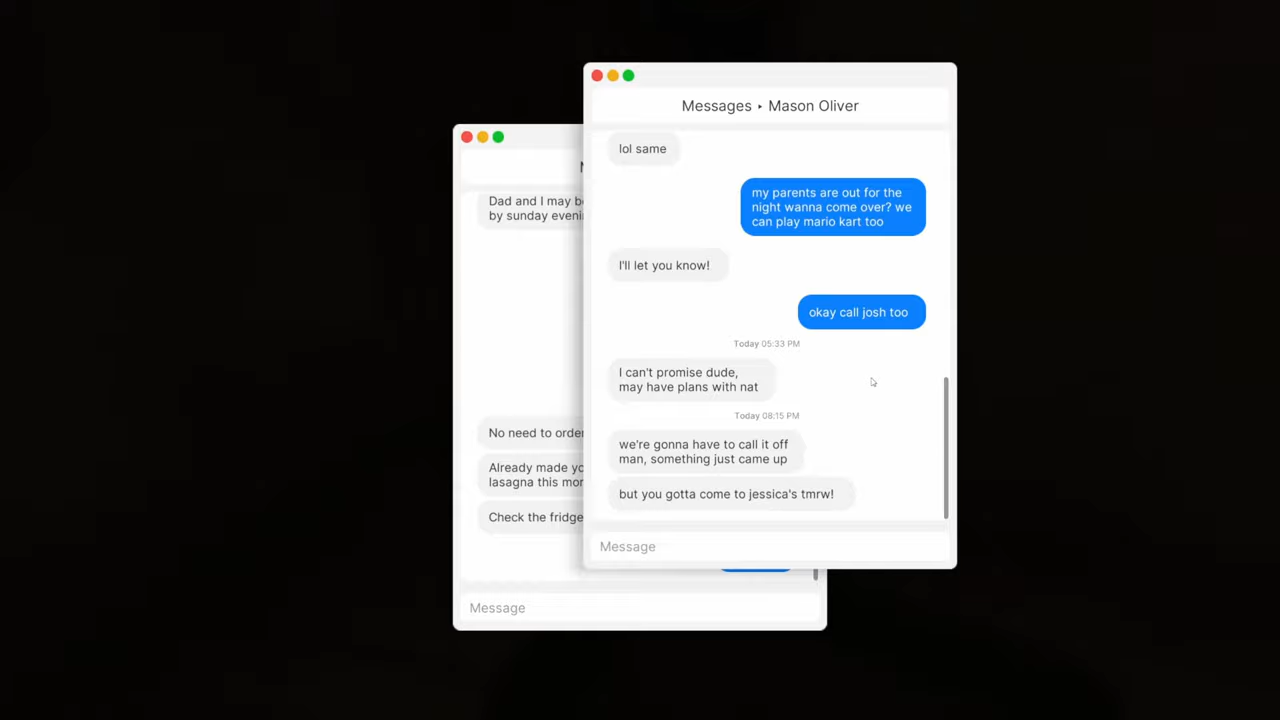 Messages ▸ Mason Oliver
lol same
my parents are out for the
night wanna come over? we
can play mario kart too
I'll let you know!
okay call josh too
Today 05:33 PM
I can't promise dude,
may have plans with nat
Today 08:15 PM
we're gonna have to call it off
man, something just came up
but you gotta come to jessica's tmrw!
Message
Dad and I may
by sunday
No need to
Already made
lasagna this
Check the fridge
Message